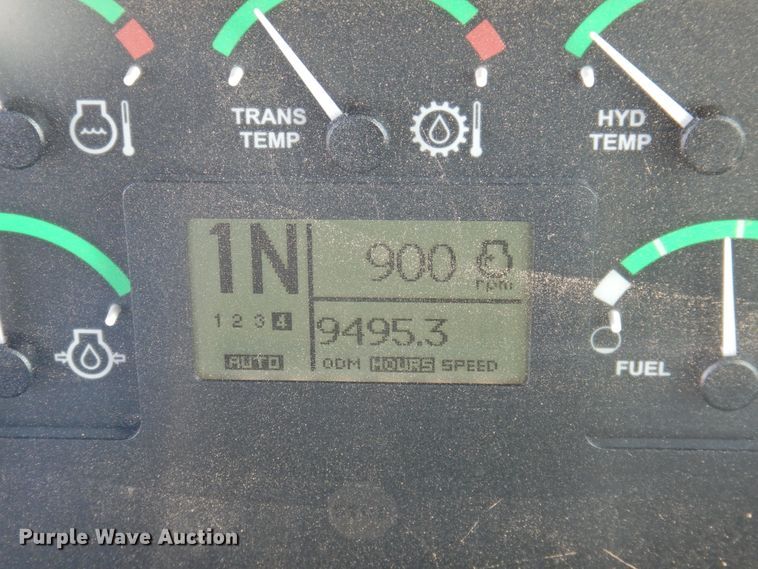 TRANS
TEMP
HYD
TEMP
1N
900
rpm
1 2 3 4
9495.3
AUTO
ODM HOURS SPEED
FUEL
Purple Wave Auction